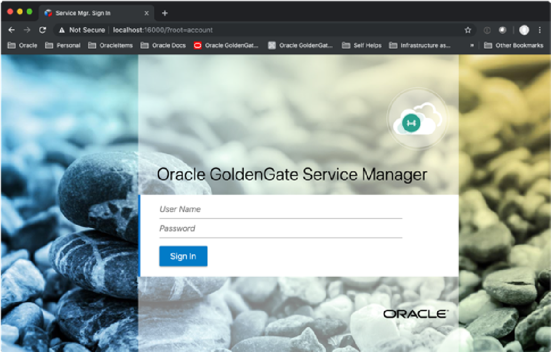 Service Mgr. Sign In
Not Secure | localhost:16000/?root=account
Oracle Personal OracleItems Oracle Docs Oracle GoldenGat... Oracle GoldenGat... Self Helps Infrastructure as... » Other Bookmarks
Oracle GoldenGate Service Manager
User Name
Password
Sign In
ORACLE